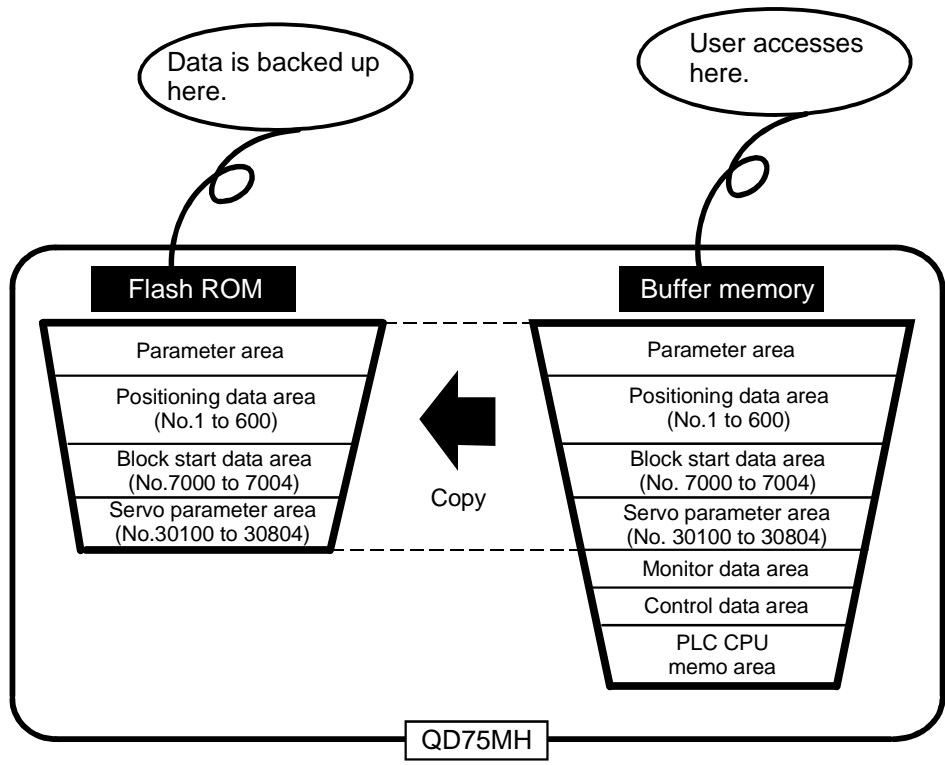 Data is backed up
here.
User accesses
here.
Flash ROM
Parameter area
Positioning data area
(No.1 to 600)
Block start data area
(No.7000 to 7004)
Servo parameter area
(No.30100 to 30804)
Copy
Buffer memory
Parameter area
Positioning data area
(No.1 to 600)
Block start data area
(No. 7000 to 7004)
Servo parameter area
(No. 30100 to 30804)
Monitor data area
Control data area
PLC CPU
memo area
QD75MH